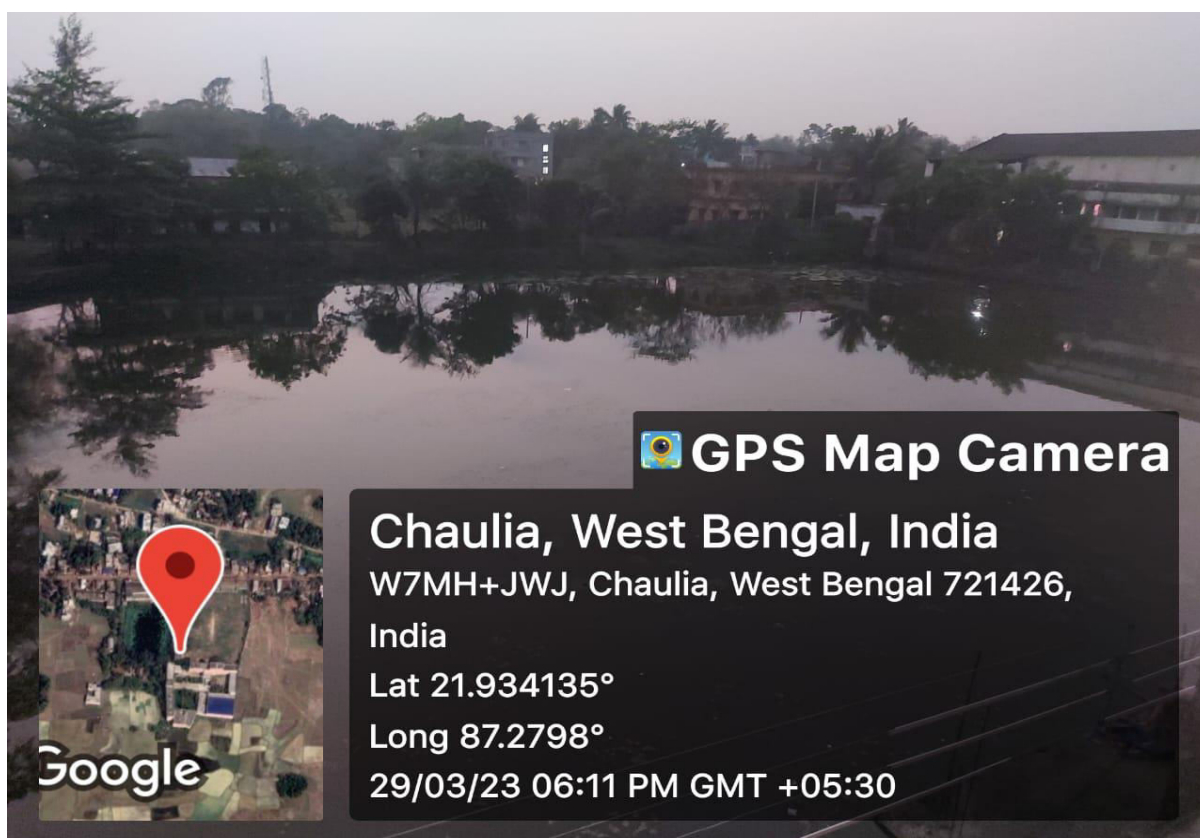 GPS Map Camera
Chaulia, West Bengal, India
W7MH+JWJ, Chaulia, West Bengal 721426,
India
Lat 21.934135°
Long 87.2798°
29/03/23 06:11 PM GMT +05:30
Google